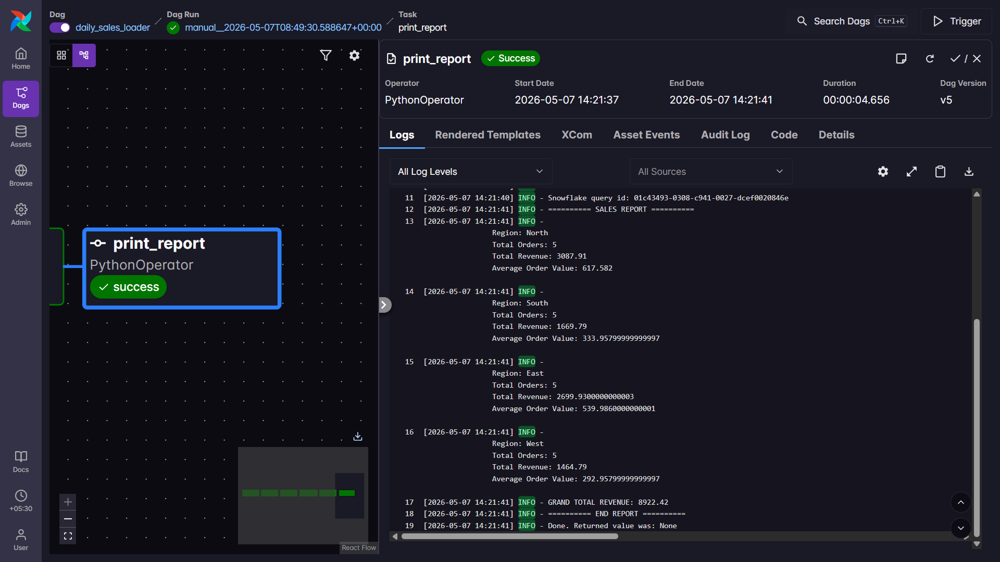 Dag
daily_sales_loader
/
Dag Run
manual__2026-05-07T08:49:30.588647+00:00
/
Task
print_report
Search Dags Ctrl+K
Trigger
Home
Dags
Assets
Browse
Admin
Docs
+05:30
User
print_report
PythonOperator
success
React Flow
print_report Success
/
Operator Start Date End Date Duration Dag Version
PythonOperator 2026-05-07 14:21:37 2026-05-07 14:21:41 00:00:04.656 v5
Logs Rendered Templates XCom Asset Events Audit Log Code Details
All Log Levels All Sources
11 [2026-05-07 14:21:40] INFO - Snowflake query id: 01c43493-0308-c941-0027-dcef0020846e
12 [2026-05-07 14:21:41] INFO - ========== SALES REPORT ==========
13 [2026-05-07 14:21:41] INFO -
Region: North
Total Orders: 5
Total Revenue: 3087.91
Average Order Value: 617.582
14 [2026-05-07 14:21:41] INFO -
Region: South
Total Orders: 5
Total Revenue: 1669.79
Average Order Value: 333.95799999999997
15 [2026-05-07 14:21:41] INFO -
Region: East
Total Orders: 5
Total Revenue: 2699.9300000000003
Average Order Value: 539.9860000000001
16 [2026-05-07 14:21:41] INFO -
Region: West
Total Orders: 5
Total Revenue: 1464.79
Average Order Value: 292.95799999999997
17 [2026-05-07 14:21:41] INFO - GRAND TOTAL REVENUE: 8922.42
18 [2026-05-07 14:21:41] INFO - ========== END REPORT ==========
19 [2026-05-07 14:21:41] INFO - Done. Returned value was: None